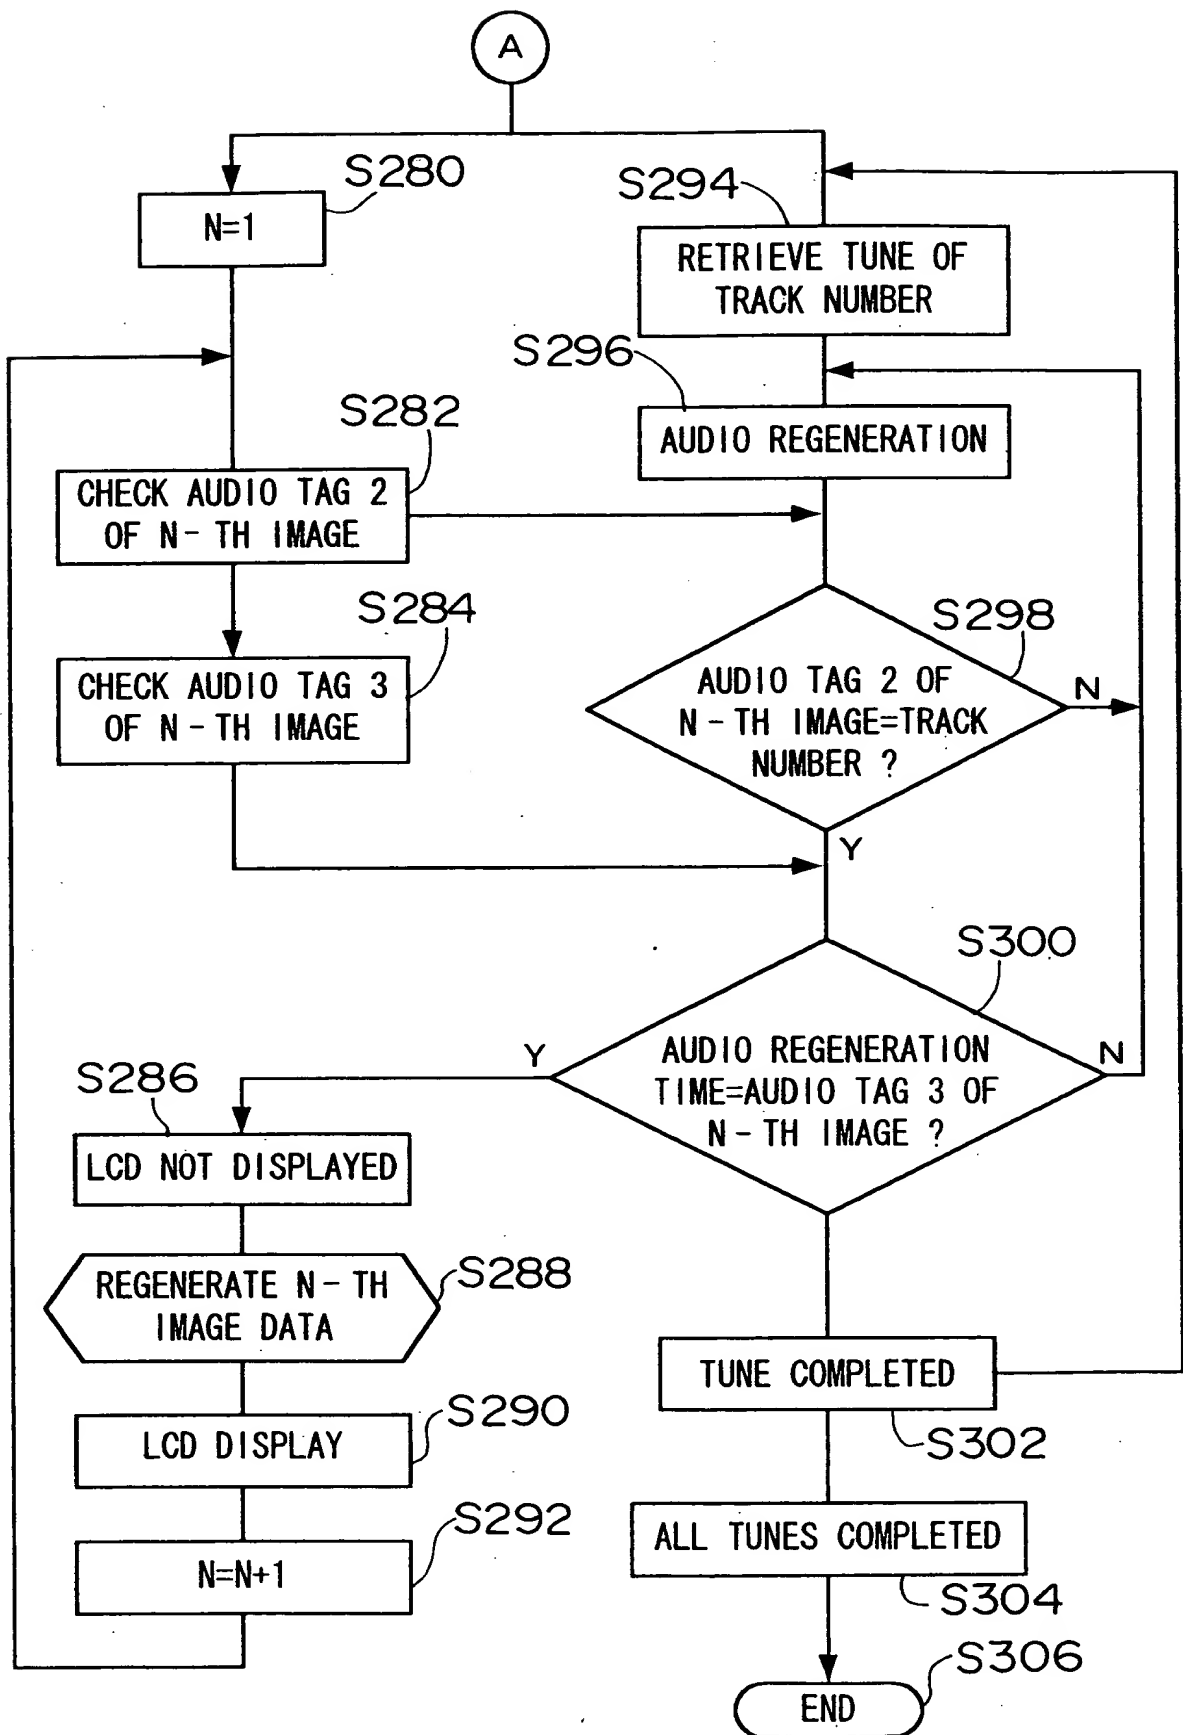 A
S280
N=1
S294
RETRIEVE TUNE OF
TRACK NUMBER
S296
AUDIO REGENERATION
S282
CHECK AUDIO TAG 2
OF N-TH IMAGE
S284
CHECK AUDIO TAG 3
OF N-TH IMAGE
S298
AUDIO TAG 2 OF
N-TH IMAGE=TRACK
NUMBER ?
N
Y
S300
AUDIO REGENERATION
TIME=AUDIO TAG 3 OF
N-TH IMAGE ?
Y
N
S286
LCD NOT DISPLAYED
REGENERATE N-TH
IMAGE DATA
S288
LCD DISPLAY
S290
N=N+1
S292
TUNE COMPLETED
S302
ALL TUNES COMPLETED
S304
END
S306